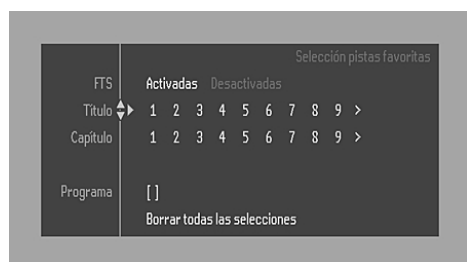 Selección pistas favoritas
FTS Activadas Desactivadas
Título 1 2 3 4 5 6 7 8 9 >
Capítulo 1 2 3 4 5 6 7 8 9 >
Programa [ ]
Borrar todas las selecciones